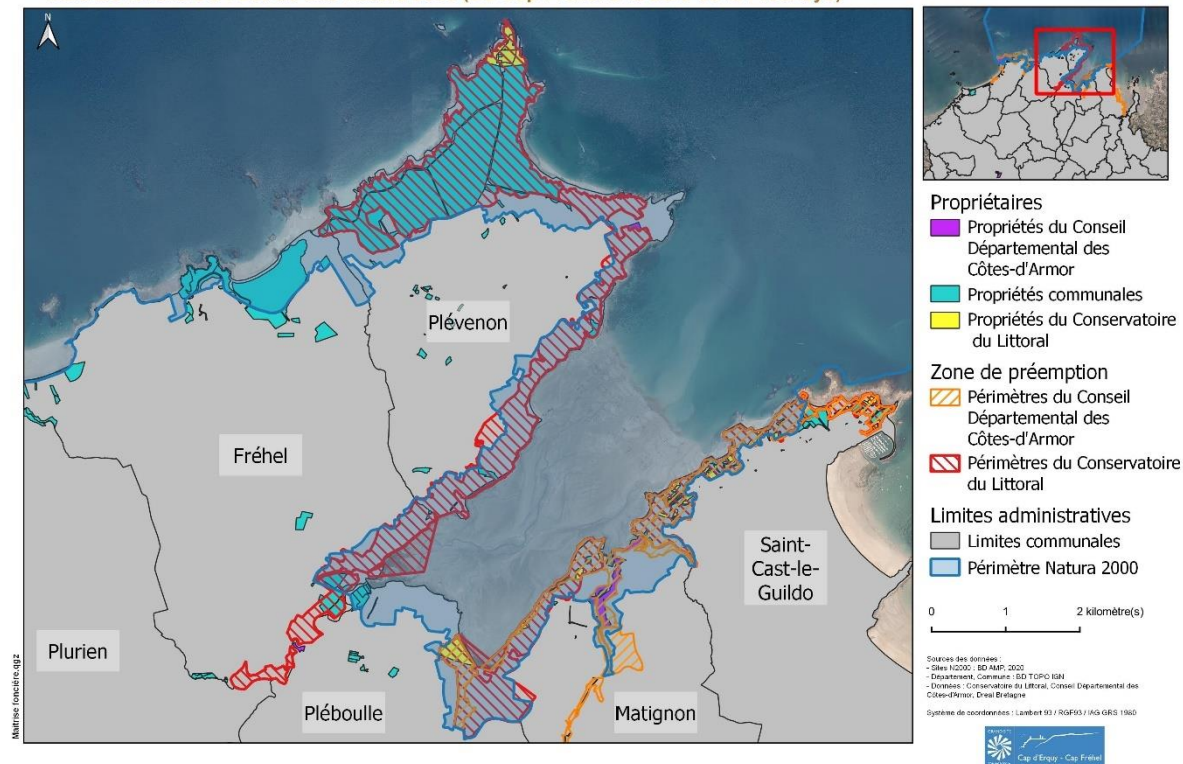 N
Plévenon
Fréhel
Saint-
Cast-le-
Guildo
Plurien
Pléboulle
Matignon
Maitrise foncière.qgz
Propriétaires
Propriétés du Conseil
Départemental des
Côtes-d'Armor
Propriétés communales
Propriétés du Conservatoire
du Littoral
Zone de préemption
Périmètres du Conseil
Départemental des
Côtes-d'Armor
Périmètres du Conservatoire
du Littoral
Limites administratives
Limites communales
Périmètre Natura 2000
0 1 2 kilomètre(s)
Sources des données :
- Sites N2000 : BD AMP, 2020
- Département, Commune : BD TOPO IGN
- Données : Conservatoire du Littoral, Conseil Départemental des
Côtes-d'Armor, Dreal Bretagne
Système de coordonnées : Lambert 93 / RGF93 / IAG GRS 1980
Cap d'Erquy - Cap Fréhel